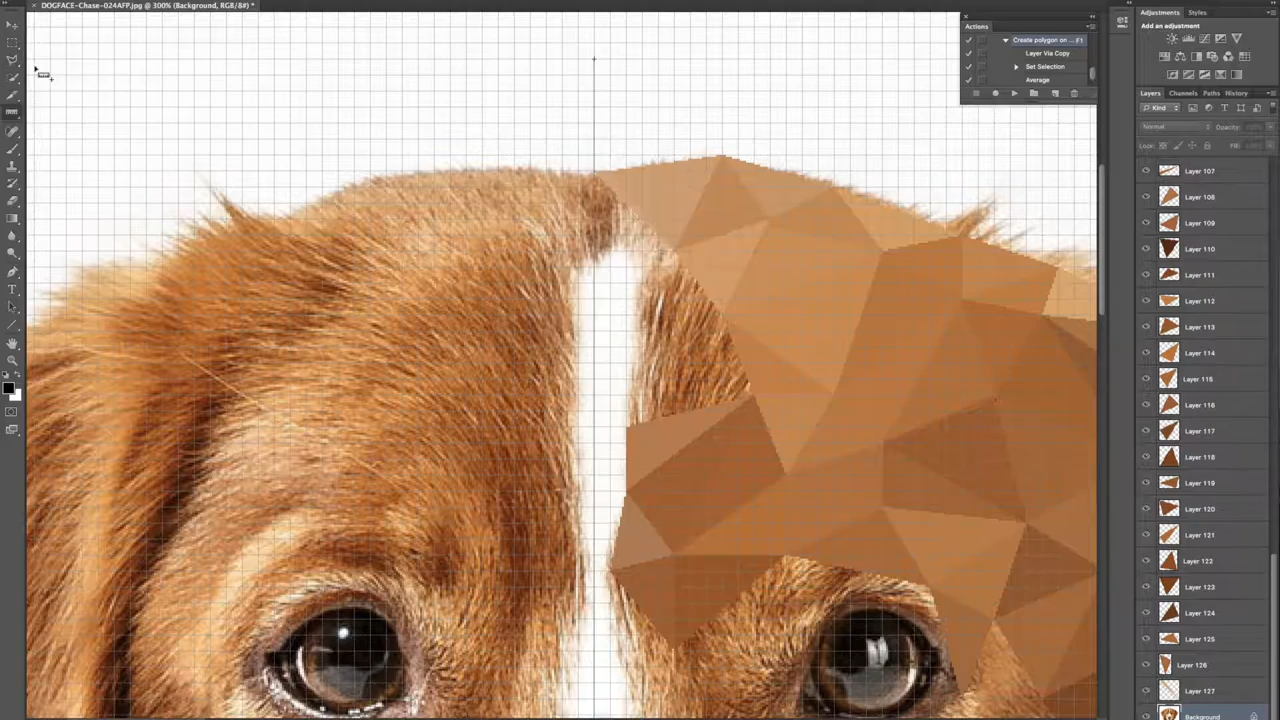 DOGFACE-Chase-024AFP.jpg @ 300% (Background, RGB/8#) *
Actions
Create polygon on ... F1
Layer Via Copy
Set Selection
Average
Adjustments Styles
Add an adjustment
Layers Channels Paths History
Kind
Normal Opacity:
Lock: Fill:
Layer 107
Layer 108
Layer 109
Layer 110
Layer 111
Layer 112
Layer 113
Layer 114
Layer 115
Layer 116
Layer 117
Layer 118
Layer 119
Layer 120
Layer 121
Layer 122
Layer 123
Layer 124
Layer 125
Layer 126
Layer 127
Background